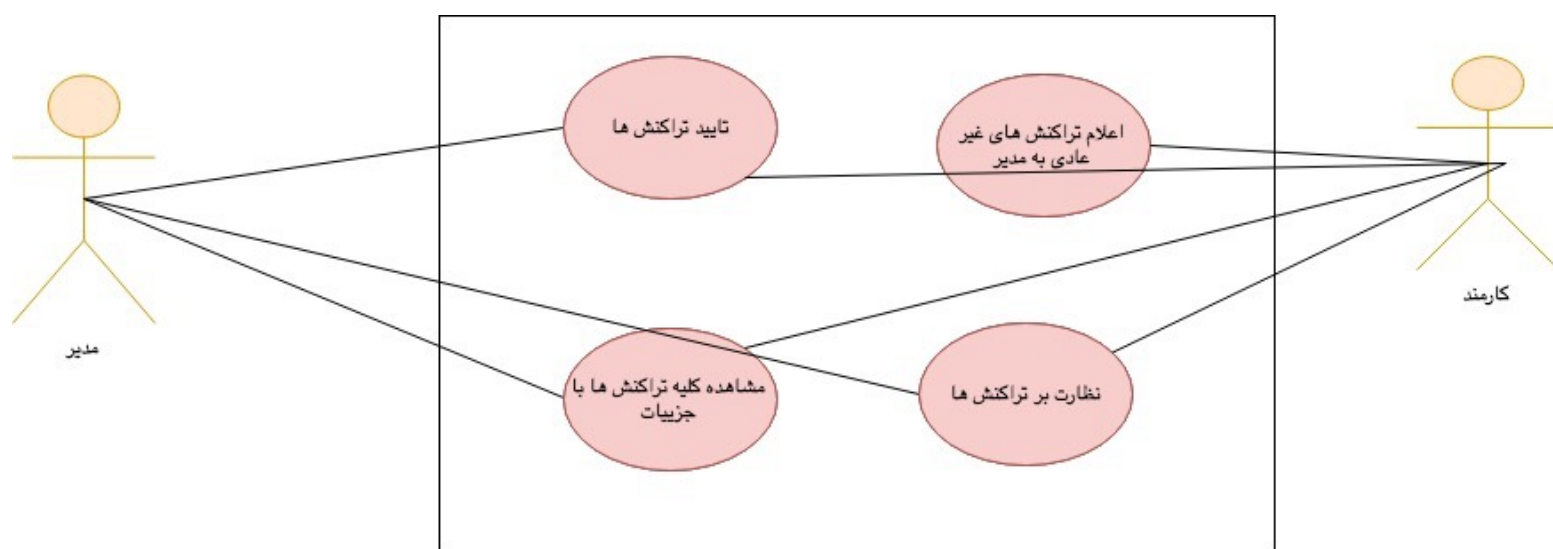 تایید تراکنش ها
اعلام تراکنش های غیر
عادی به مدیر
کارمند
مدیر
مشاهده کلیه تراکنش ها با
جزییات
نظارت بر تراکنش ها